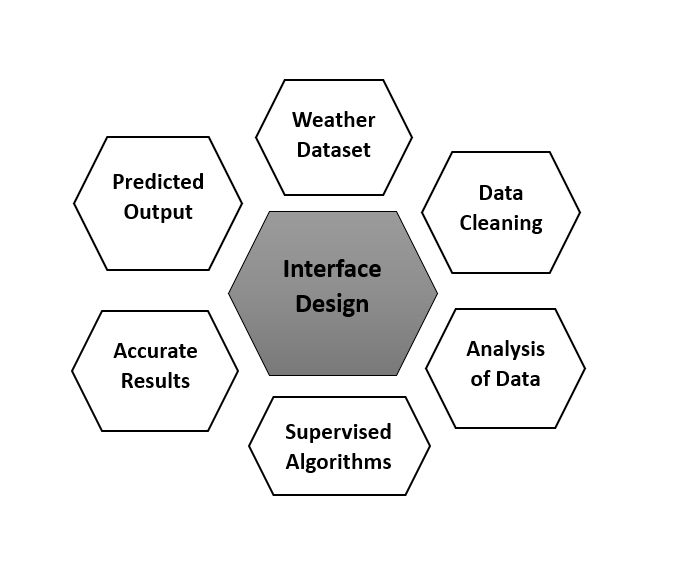 Weather
Dataset
Predicted
Output
Data
Cleaning
Interface
Design
Accurate
Results
Analysis
of Data
Supervised
Algorithms